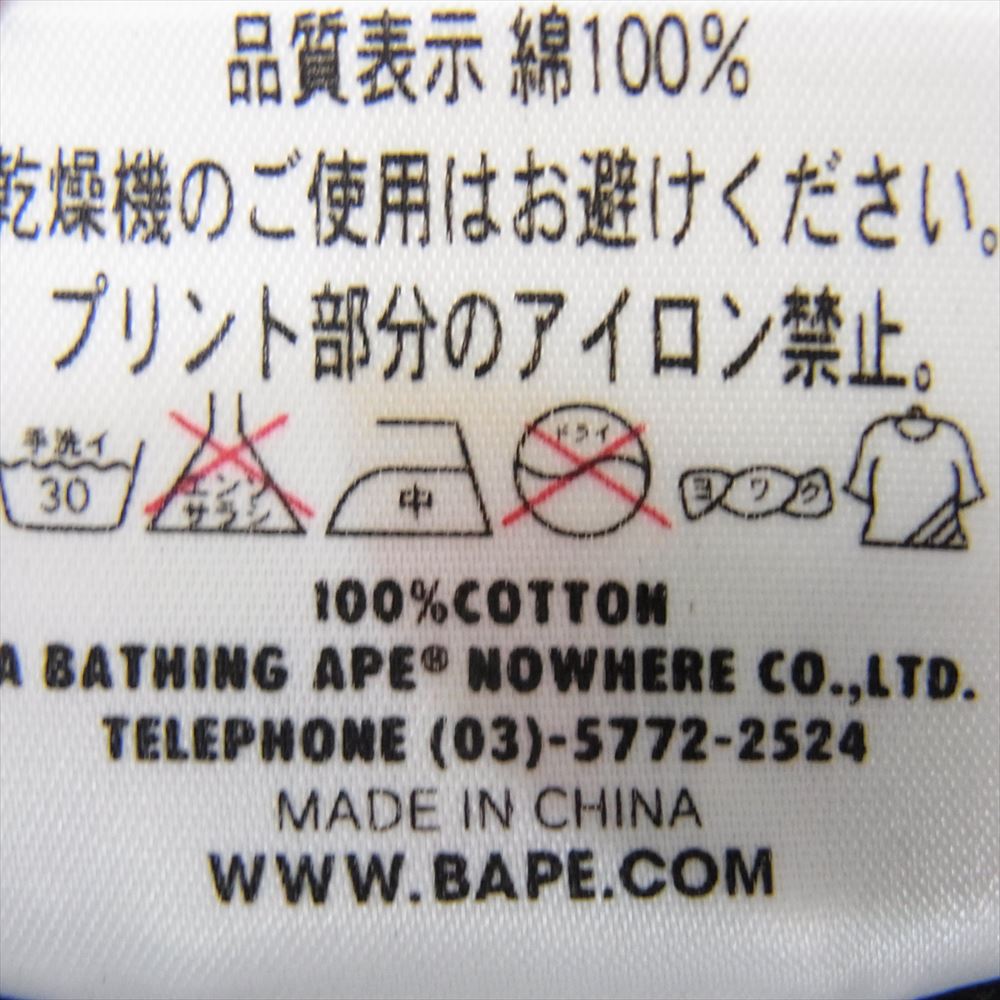 品質表示 綿100%
乾燥機のご使用はお避けください。
プリント部分のアイロン禁止。
手洗イ
30
エンソ
サラシ
中
ドライ
ヨワク
100%COTTON
A BATHING APE® NOWHERE CO.,LTD.
TELEPHONE (03)-5772-2524
MADE IN CHINA
WWW.BAPE.COM